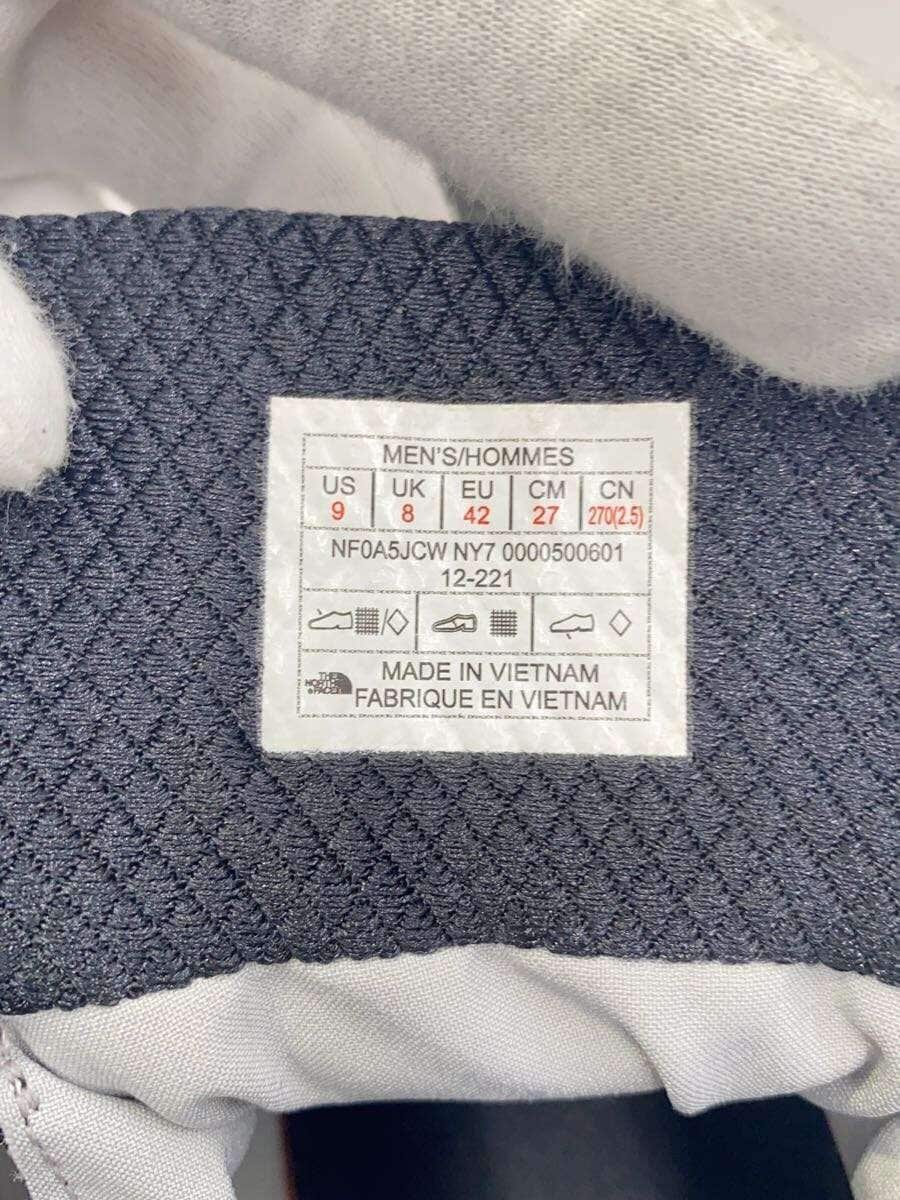 MEN'S/HOMMES
US UK EU CM CN
9 8 42 27 270(2.5)
NF0A5JCW NY7 0000500601
12-221
THE
NORTH
FACE
MADE IN VIETNAM
FABRIQUE EN VIETNAM